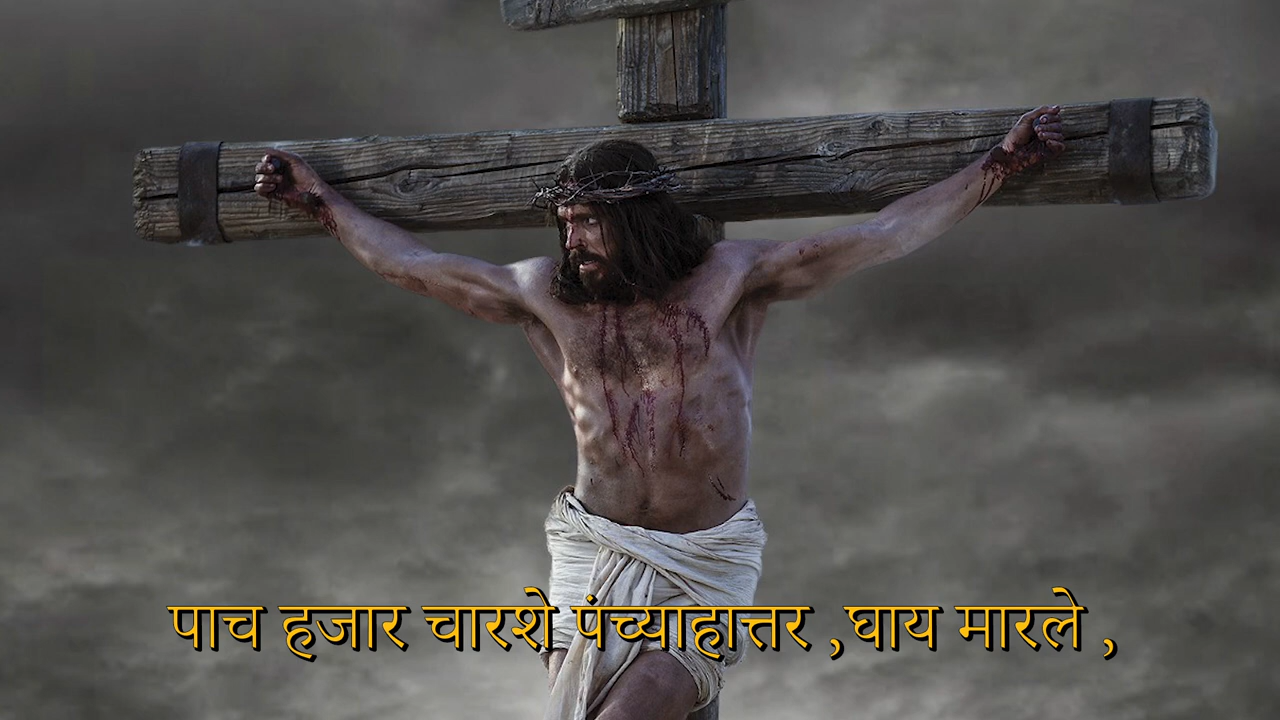 पाच हजार चारशे पंच्याहात्तर ,घाय मारले ,